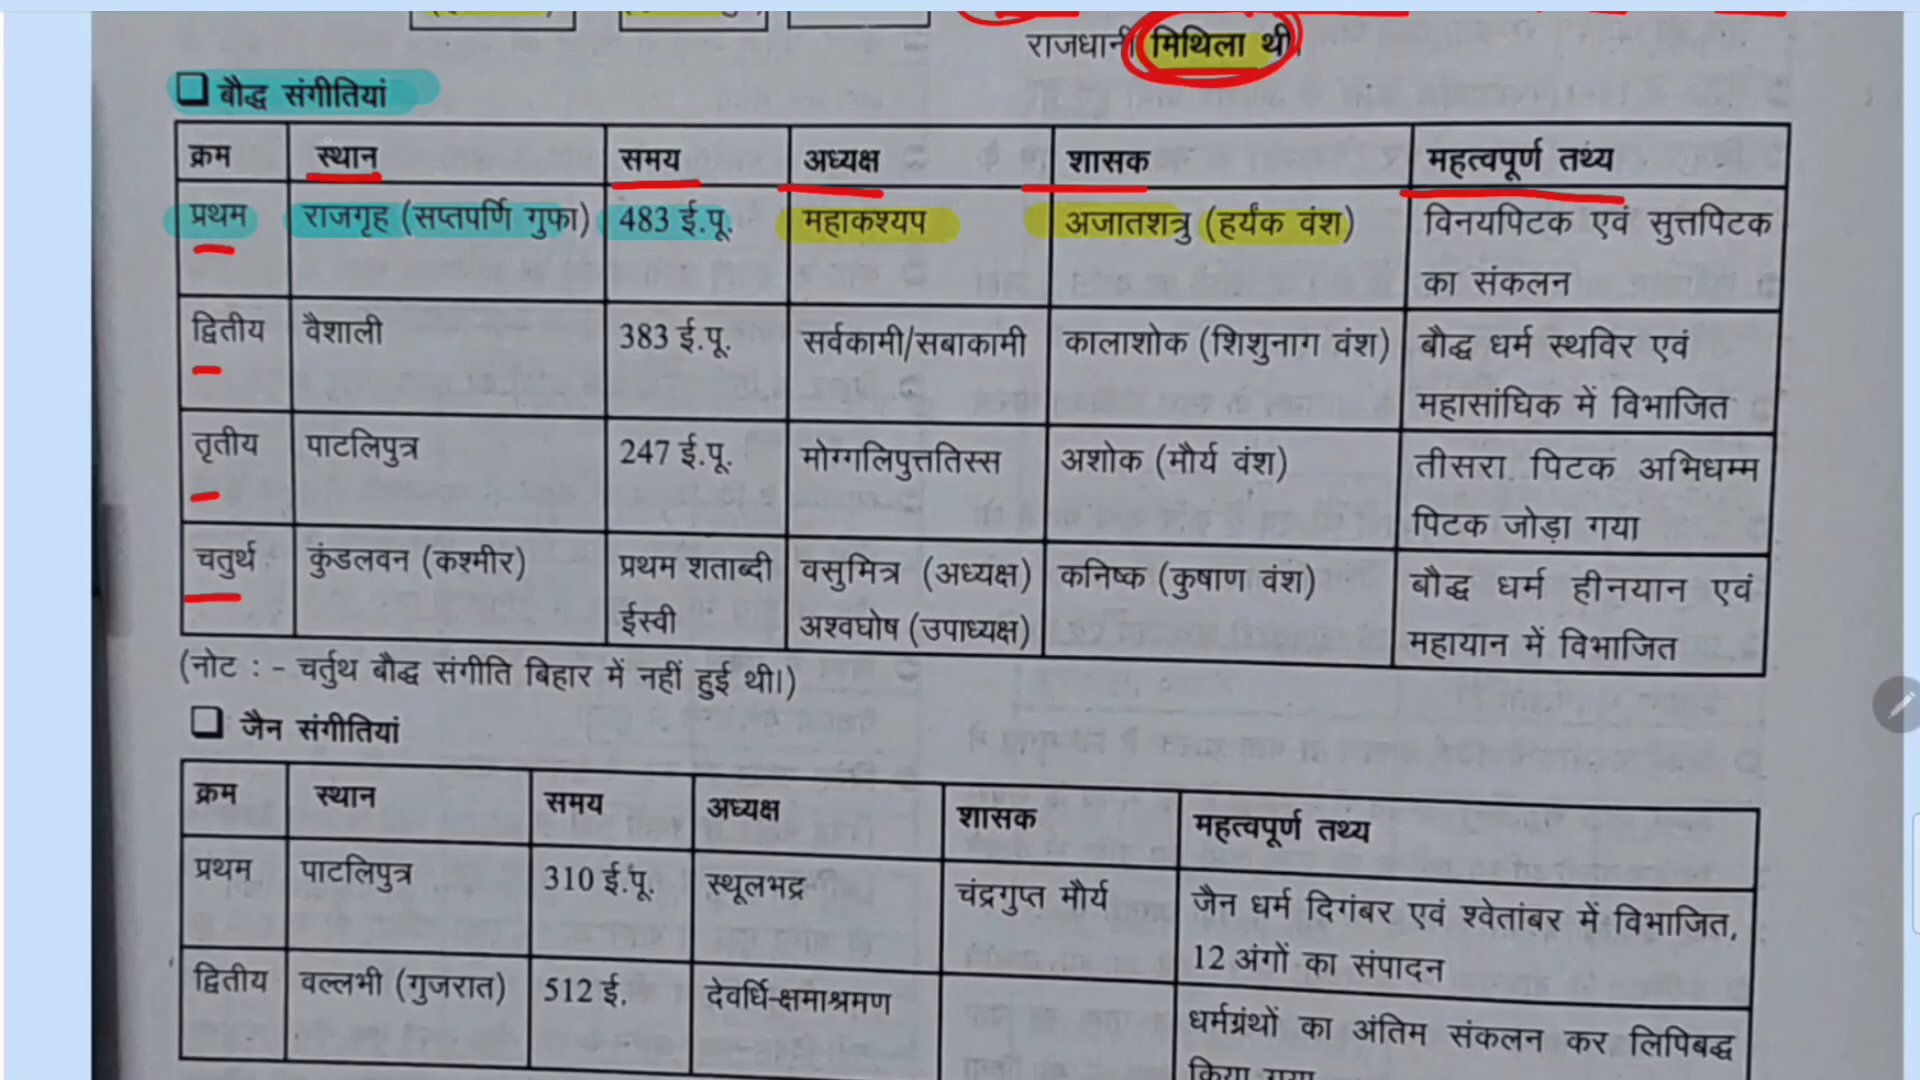 राजधानी मिथिला थी
बौद्ध संगीतियां
क्रम स्थान समय अध्यक्ष शासक महत्वपूर्ण तथ्य
प्रथम राजगृह (सप्तपर्णि गुफा) 483 ई.पू. महाकश्यप अजातशत्रु (हर्यंक वंश) विनयपिटक एवं सुत्तपिटक
का संकलन
द्वितीय वैशाली 383 ई.पू. सर्वकामी/सबाकामी कालाशोक (शिशुनाग वंश) बौद्ध धर्म स्थविर एवं
महासांघिक में विभाजित
तृतीय पाटलिपुत्र 247 ई.पू. मोग्गलिपुत्ततिस्स अशोक (मौर्य वंश) तीसरा पिटक अभिधम्म
पिटक जोड़ा गया
चतुर्थ कुंडलवन (कश्मीर) प्रथम शताब्दी वसुमित्र (अध्यक्ष) कनिष्क (कुषाण वंश) बौद्ध धर्म हीनयान एवं
ईस्वी अश्वघोष (उपाध्यक्ष) महायान में विभाजित
(नोट : - चर्तुथ बौद्ध संगीति बिहार में नहीं हुई थी।)
जैन संगीतियां
क्रम स्थान समय अध्यक्ष शासक महत्वपूर्ण तथ्य
प्रथम पाटलिपुत्र 310 ई.पू. स्थूलभद्र चंद्रगुप्त मौर्य जैन धर्म दिगंबर एवं श्वेतांबर में विभाजित,
12 अंगों का संपादन
द्वितीय वल्लभी (गुजरात) 512 ई. देवर्धि-क्षमाश्रमण धर्मग्रंथों का अंतिम संकलन कर लिपिबद्ध
किया गया